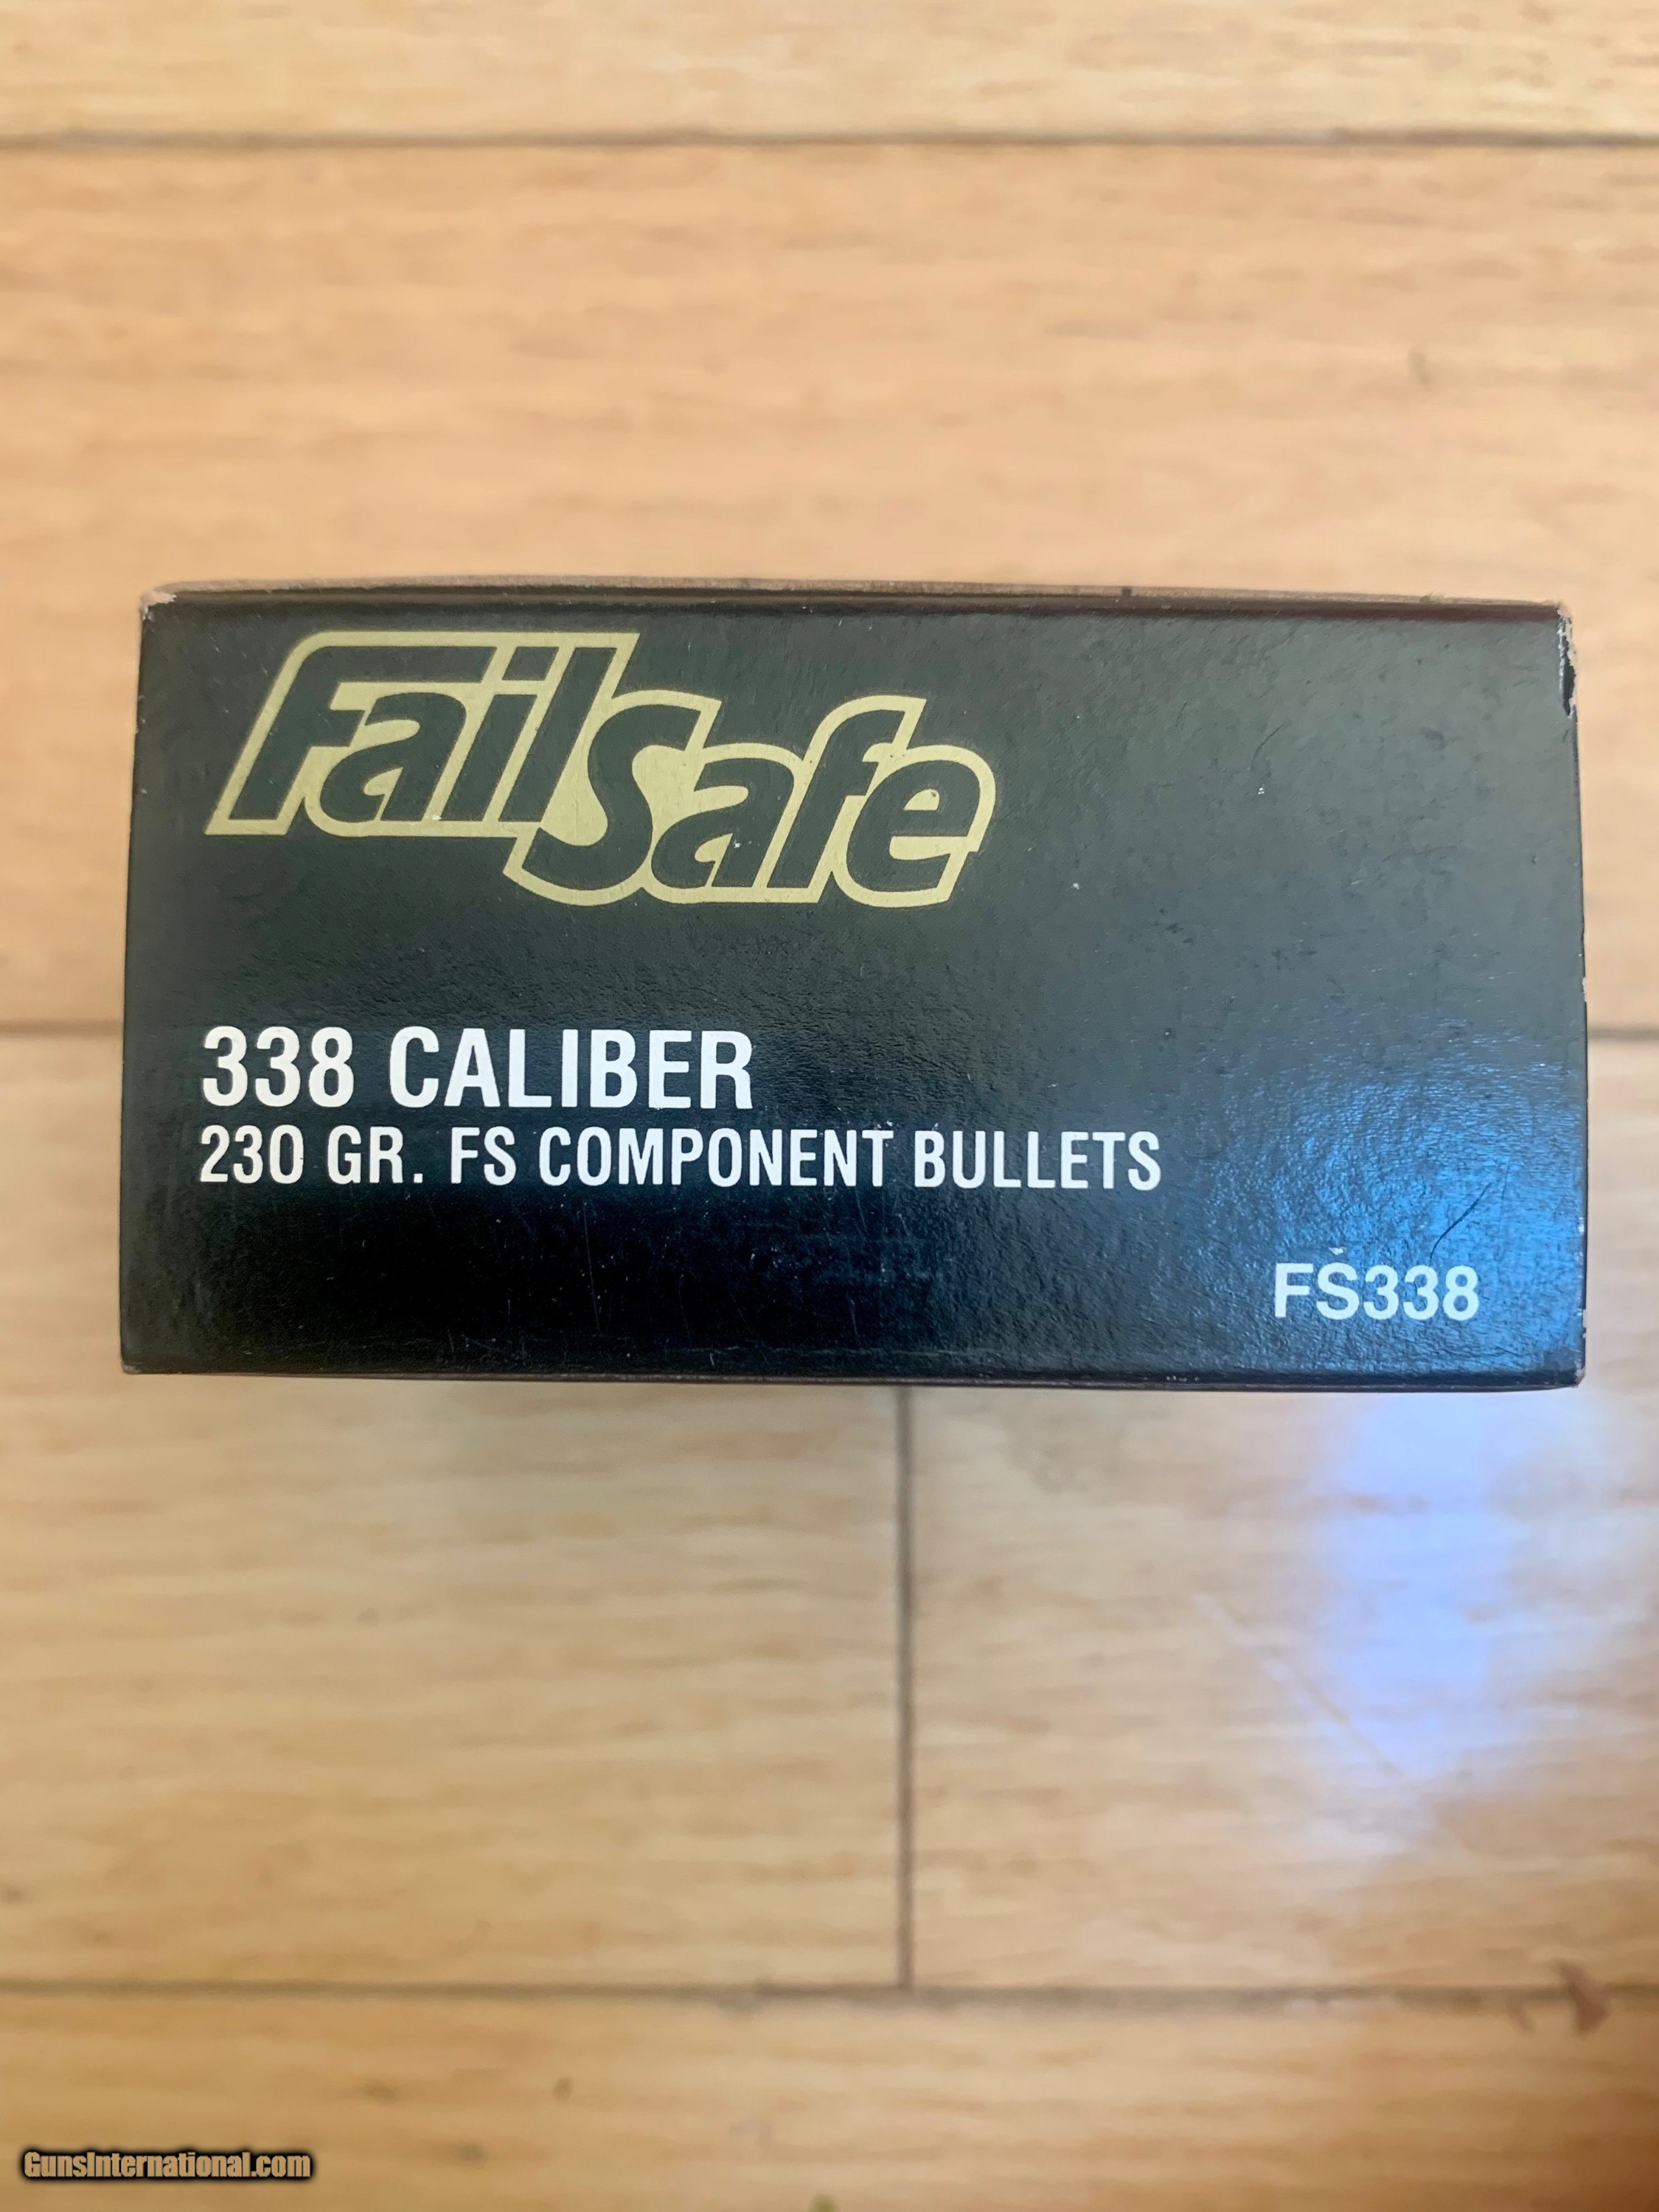 FailSafe
338 CALIBER
230 GR. FS COMPONENT BULLETS
FS338
GunsInternational.com